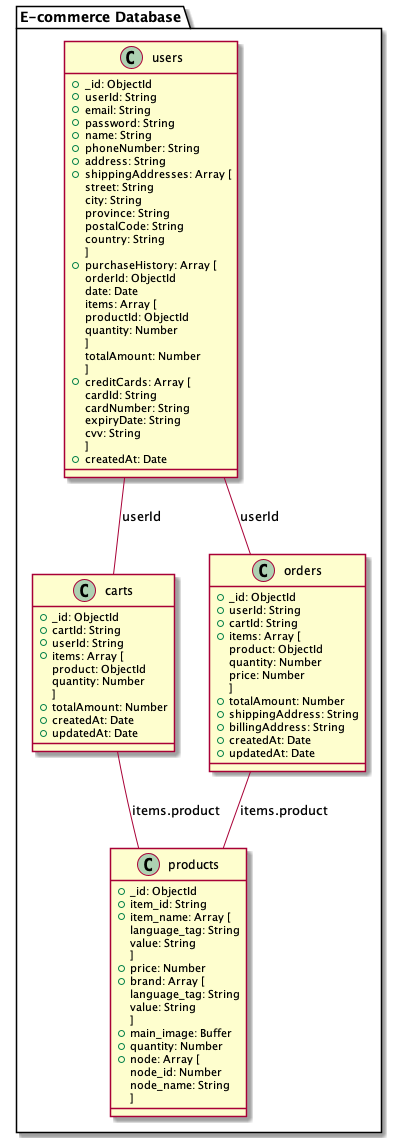 E-commerce Database
C users
_id: ObjectId
userId: String
email: String
password: String
name: String
phoneNumber: String
address: String
shippingAddresses: Array [
street: String
city: String
province: String
postalCode: String
country: String
]
purchaseHistory: Array [
orderId: ObjectId
date: Date
items: Array [
productId: ObjectId
quantity: Number
]
totalAmount: Number
]
creditCards: Array [
cardId: String
cardNumber: String
expiryDate: String
cvv: String
]
createdAt: Date
userId
userId
C carts
_id: ObjectId
cartId: String
userId: String
items: Array [
product: ObjectId
quantity: Number
]
totalAmount: Number
createdAt: Date
updatedAt: Date
C orders
_id: ObjectId
userId: String
cartId: String
items: Array [
product: ObjectId
quantity: Number
price: Number
]
totalAmount: Number
shippingAddress: String
billingAddress: String
createdAt: Date
updatedAt: Date
items.product
items.product
C products
_id: ObjectId
item_id: String
item_name: Array [
language_tag: String
value: String
]
price: Number
brand: Array [
language_tag: String
value: String
]
main_image: Buffer
quantity: Number
node: Array [
node_id: Number
node_name: String
]